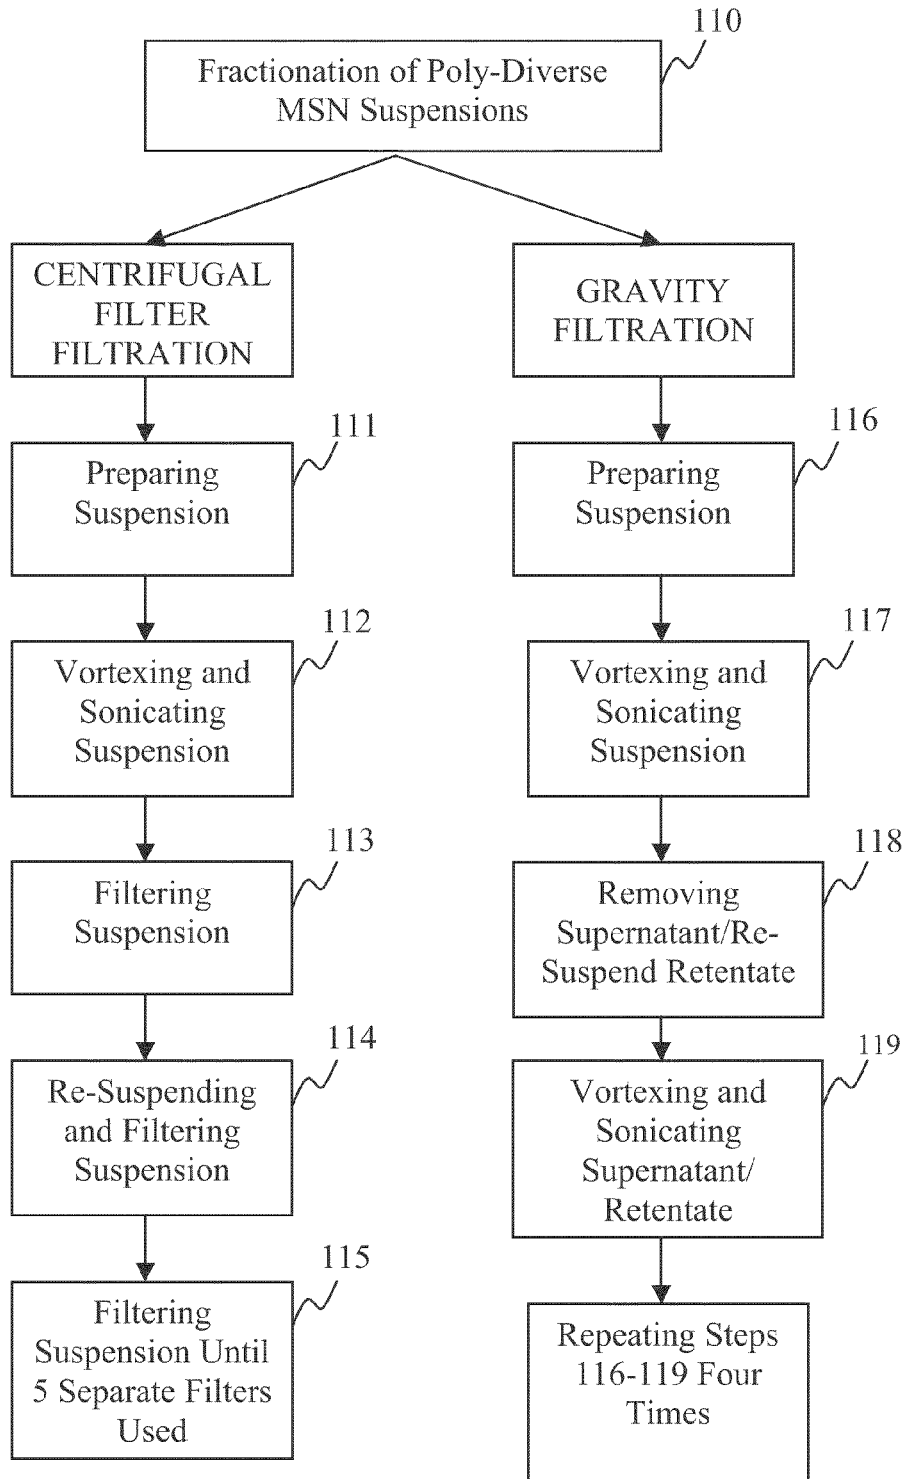 110
Fractionation of Poly-Diverse
MSN Suspensions
CENTRIFUGAL
FILTER
FILTRATION
111
Preparing
Suspension
112
Vortexing and
Sonicating
Suspension
113
Filtering
Suspension
114
Re-Suspending
and Filtering
Suspension
115
Filtering
Suspension Until
5 Separate Filters
Used
GRAVITY
FILTRATION
116
Preparing
Suspension
117
Vortexing and
Sonicating
Suspension
118
Removing
Supernatant/Re-
Suspend Retentate
119
Vortexing and
Sonicating
Supernatant/
Retentate
Repeating Steps
116-119 Four
Times